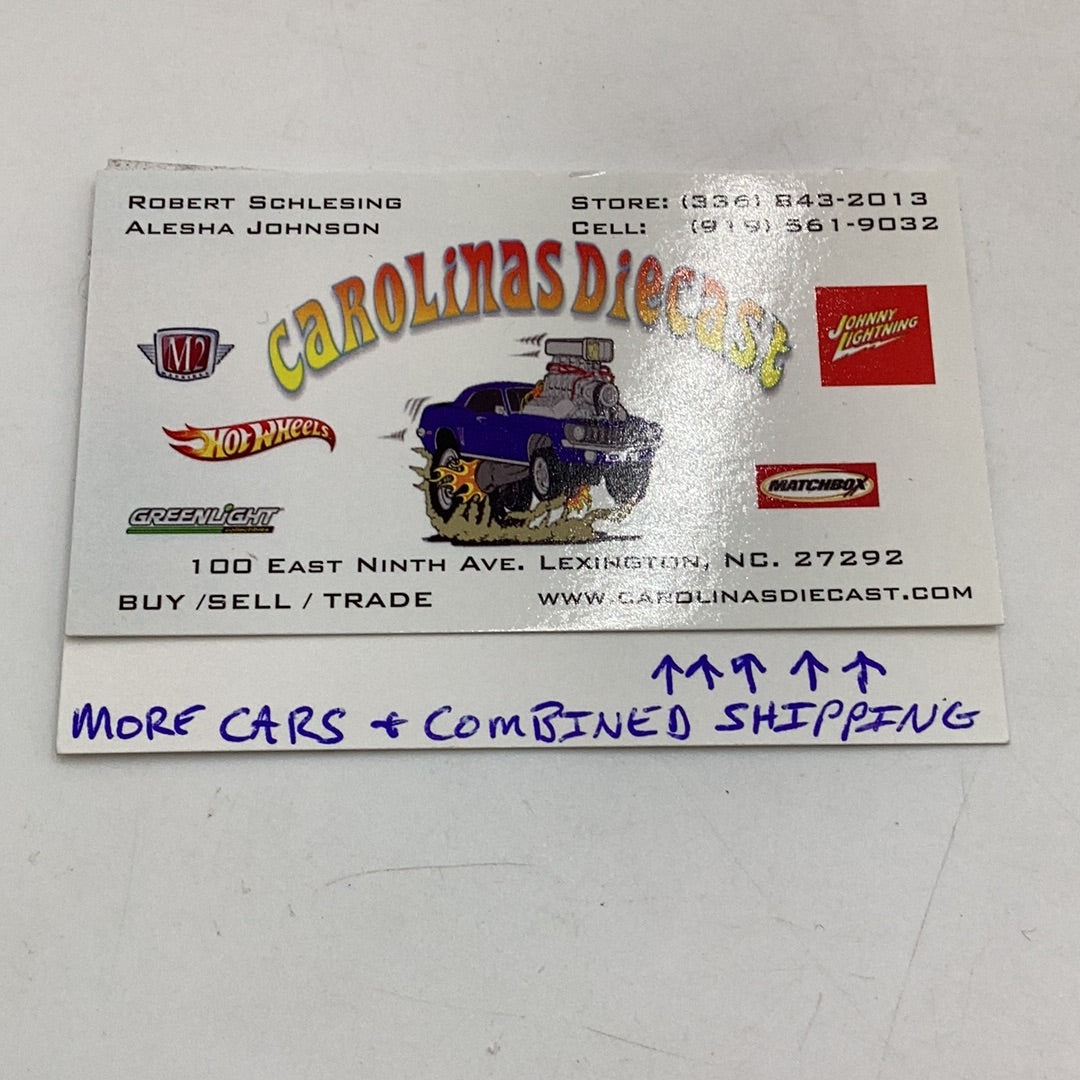 ROBERT SCHLESING
ALESHA JOHNSON
STORE: (336) 843-2013
CELL: (919) 561-9032
CAROLINAS DIECAST
M2
JOHNNY
LIGHTNING
HOT WHEELS
MATCHBOX
GREENLIGHT
100 EAST NINTH AVE. LEXINGTON, NC. 27292
BUY /SELL / TRADE
WWW.CAROLINASDIECAST.COM
MORE CARS + COMBINED SHIPPING